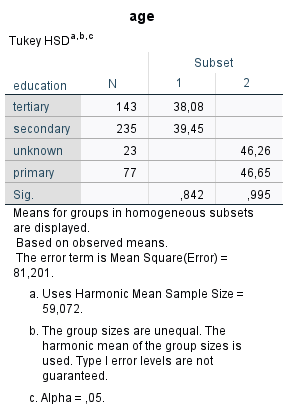 age
Tukey HSDa,b,c
Subset
education N 1 2
tertiary 143 38,08
secondary 235 39,45
unknown 23 46,26
primary 77 46,65
Sig. ,842 ,995
Means for groups in homogeneous subsets
are displayed.
Based on observed means.
The error term is Mean Square(Error) =
81,201.
a. Uses Harmonic Mean Sample Size =
59,072.
b. The group sizes are unequal. The
harmonic mean of the group sizes is
used. Type I error levels are not
guaranteed.
c. Alpha = ,05.